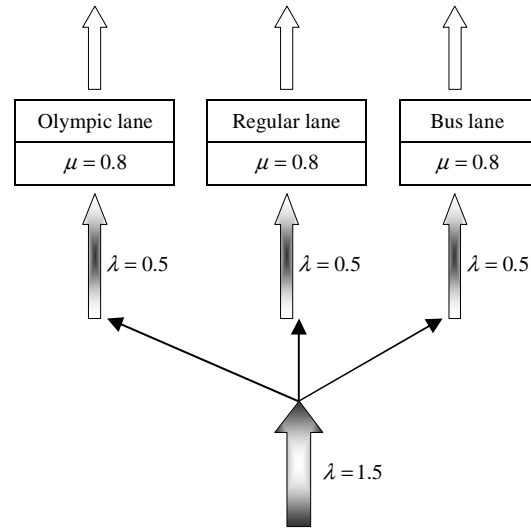 Olympic lane Regular lane Bus lane
μ = 0.8 μ = 0.8 μ = 0.8
λ = 0.5 λ = 0.5 λ = 0.5
λ = 1.5